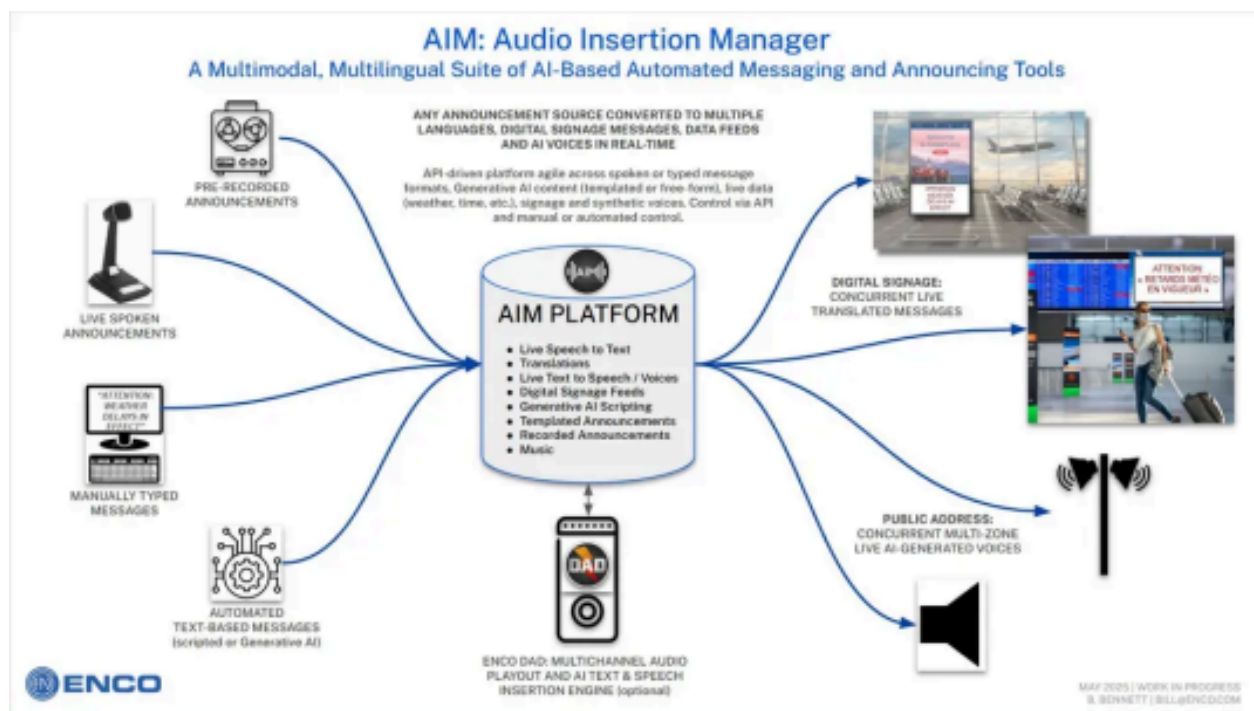 AIM: Audio Insertion Manager
A Multimodal, Multilingual Suite of AI-Based Automated Messaging and Announcing Tools
PRE-RECORDED
ANNOUNCEMENTS
LIVE SPOKEN
ANNOUNCEMENTS
"ATTENTION:
WEATHER
DELAYS IN
EFFECT"
MANUALLY TYPED
MESSAGES
AUTOMATED
TEXT-BASED MESSAGES
(scripted or Generative AI)
ANY ANNOUNCEMENT SOURCE CONVERTED TO MULTIPLE
LANGUAGES, DIGITAL SIGNAGE MESSAGES, DATA FEEDS
AND AI VOICES IN REAL-TIME
API-driven platform agile across spoken or typed message
formats, Generative AI content (templated or free-form), live data
(weather, time, etc.), signage and synthetic voices. Control via API
and manual or automated control.
AIM PLATFORM
• Live Speech to Text
• Translations
• Live Text to Speech / Voices
• Digital Signage Feeds
• Generative AI Scripting
• Templated Announcements
• Recorded Announcements
• Music
DAD
ENCO DAD: MULTICHANNEL AUDIO
PLAYOUT AND AI TEXT & SPEECH
INSERTION ENGINE (optional)
DIGITAL SIGNAGE:
CONCURRENT LIVE
TRANSLATED MESSAGES
ATTENTION:
« RETARDS MÉTÉO
EN VIGUEUR »
PUBLIC ADDRESS:
CONCURRENT MULTI-ZONE
LIVE AI-GENERATED VOICES
ENCO
MAY 2025 | WORK IN PROGRESS
B. BENNETT | BILL@ENCO.COM